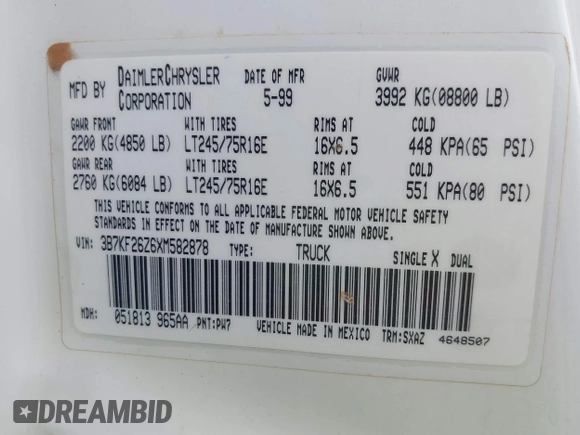 MFD BY DAIMLERCHRYSLER CORPORATION DATE OF MFR 5-99 GVWR 3992 KG(08800 LB)
GAWR FRONT WITH TIRES RIMS AT COLD
2200 KG(4850 LB) LT245/75R16E 16X6.5 448 KPA(65 PSI)
GAWR REAR WITH TIRES RIMS AT COLD
2760 KG(6084 LB) LT245/75R16E 16X6.5 551 KPA(80 PSI)
THIS VEHICLE CONFORMS TO ALL APPLICABLE FEDERAL MOTOR VEHICLE SAFETY
STANDARDS IN EFFECT ON THE DATE OF MANUFACTURE SHOWN ABOVE.
VIN: 3B7KF26Z6XM582878 TYPE: TRUCK SINGLE X DUAL
MDH: 051813 965AA PNT:PW7 VEHICLE MADE IN MEXICO TRM:SXAZ 4648507
DREAMBID